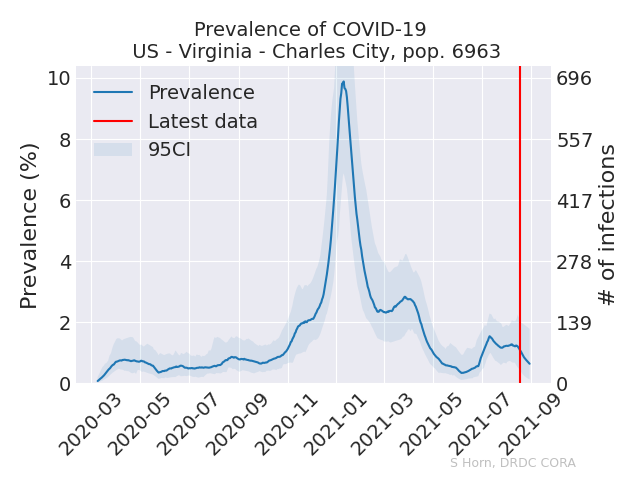 Prevalence of COVID-19
US - Virginia - Charles City, pop. 6963
Prevalence (%)
10
8
6
4
2
0
Prevalence
Latest data
95CI
696
557
417
278
139
0
# of infections
2020-03
2020-05
2020-07
2020-09
2020-11
2021-01
2021-03
2021-05
2021-07
2021-09
S Horn, DRDC CORA